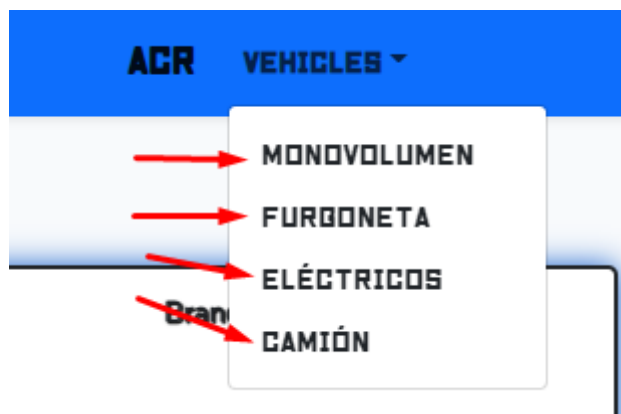 ACR VEHICLES
MONOVOLUMEN
FURGONETA
ELÉCTRICOS
CAMIÓN